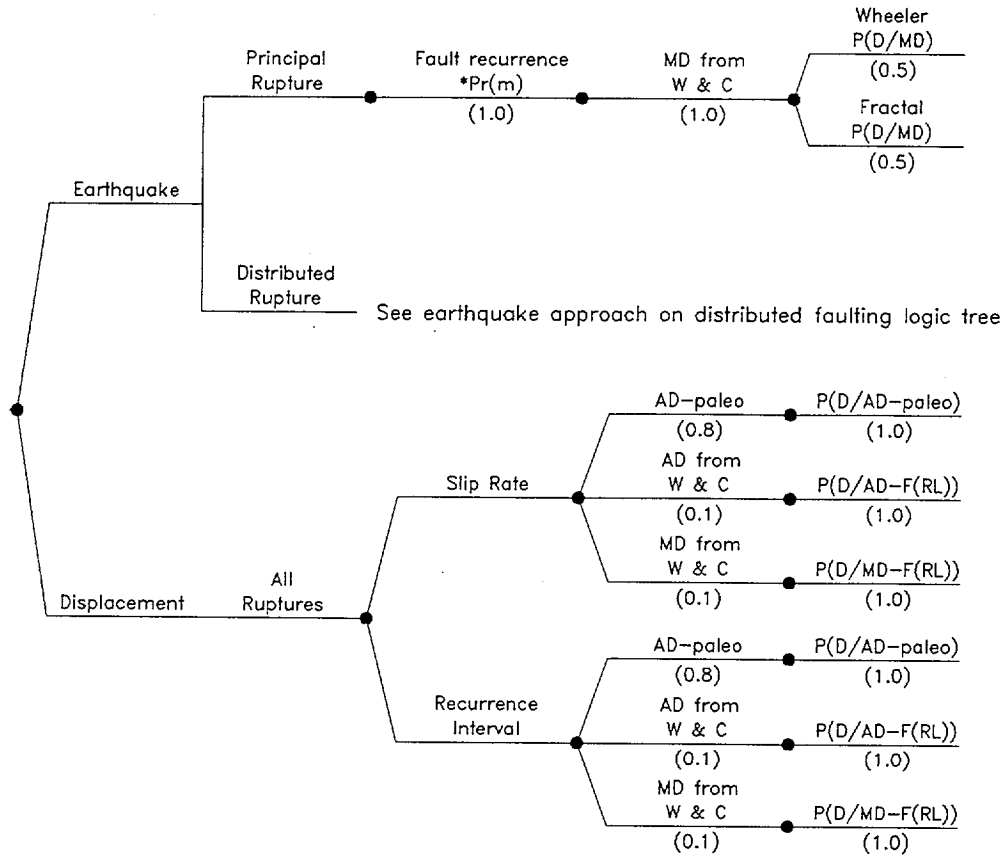 Wheeler
P(D/MD)
(0.5)
Principal
Rupture
Fault recurrence
*Pr(m)
(1.0)
MD from
W & C
(1.0)
Fractal
P(D/MD)
(0.5)
Earthquake
Distributed
Rupture
See earthquake approach on distributed faulting logic tree
AD-paleo
(0.8)
P(D/AD-paleo)
(1.0)
Slip Rate
AD from
W & C
(0.1)
P(D/AD-F(RL))
(1.0)
MD from
W & C
(0.1)
P(D/MD-F(RL))
(1.0)
Displacement
All
Ruptures
AD-paleo
(0.8)
P(D/AD-paleo)
(1.0)
Recurrence
Interval
AD from
W & C
(0.1)
P(D/AD-F(RL))
(1.0)
MD from
W & C
(0.1)
P(D/MD-F(RL))
(1.0)